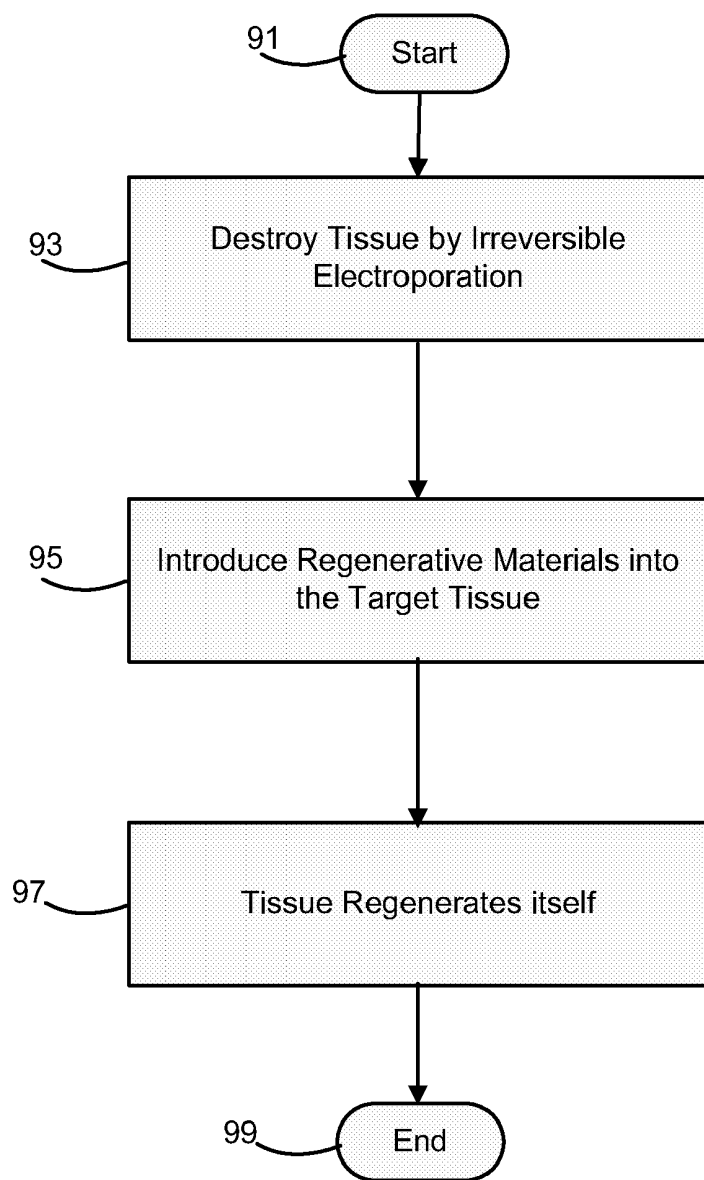 91
Start
93
Destroy Tissue by Irreversible
Electroporation
95
Introduce Regenerative Materials into
the Target Tissue
97
Tissue Regenerates itself
99
End